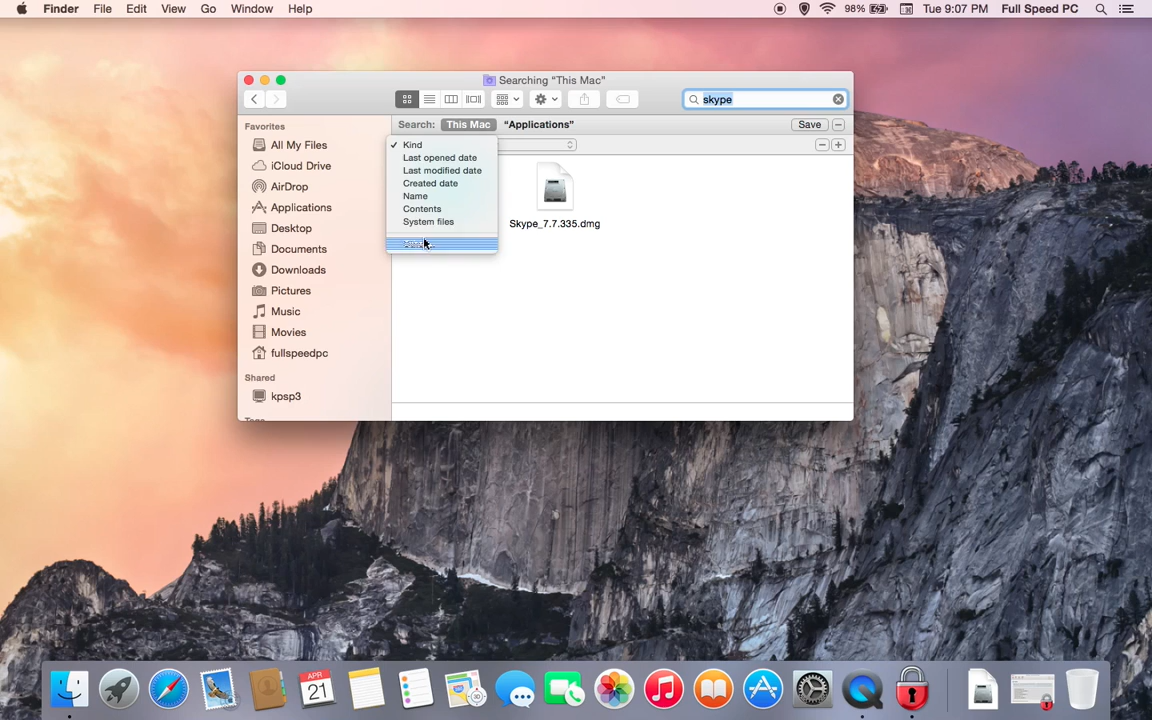 Finder File Edit View Go Window Help 98% Tue 9:07 PM Full Speed PC
Searching “This Mac”
skype
Favorites
Search: This Mac “Applications” Save
All My Files
Kind
Last opened date
iCloud Drive
Last modified date
AirDrop
Created date
Name
Applications
Contents
System files
Skype_7.7.335.dmg
Desktop
Documents
Downloads
Pictures
Music
Movies
fullspeedpc
Shared
kpsp3
Tags
APR
21